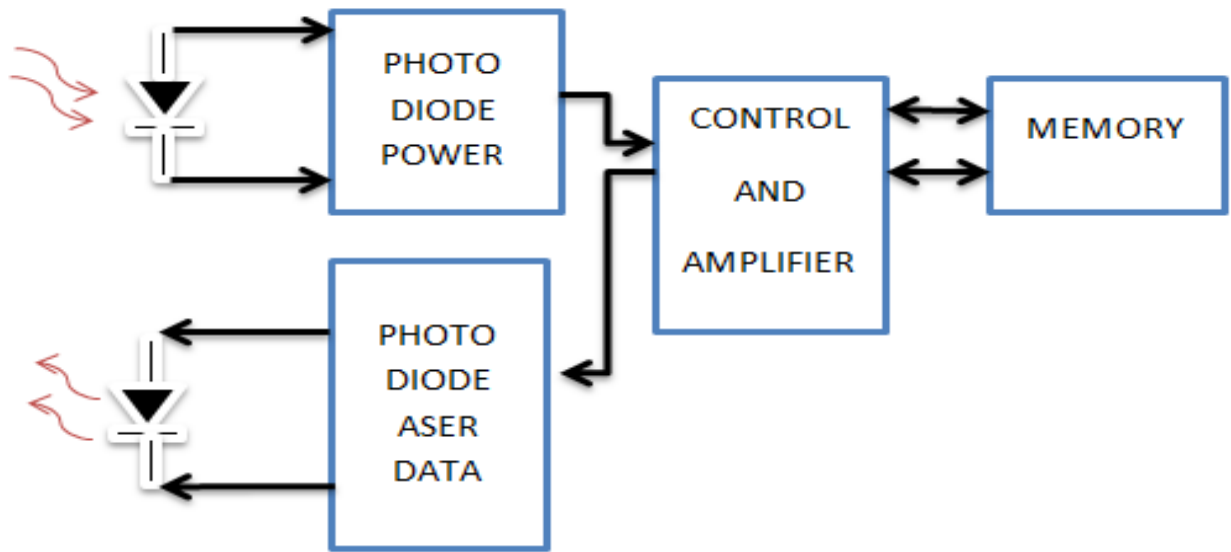 PHOTO
DIODE
POWER
CONTROL
AND
AMPLIFIER
MEMORY
PHOTO
DIODE
ASER
DATA